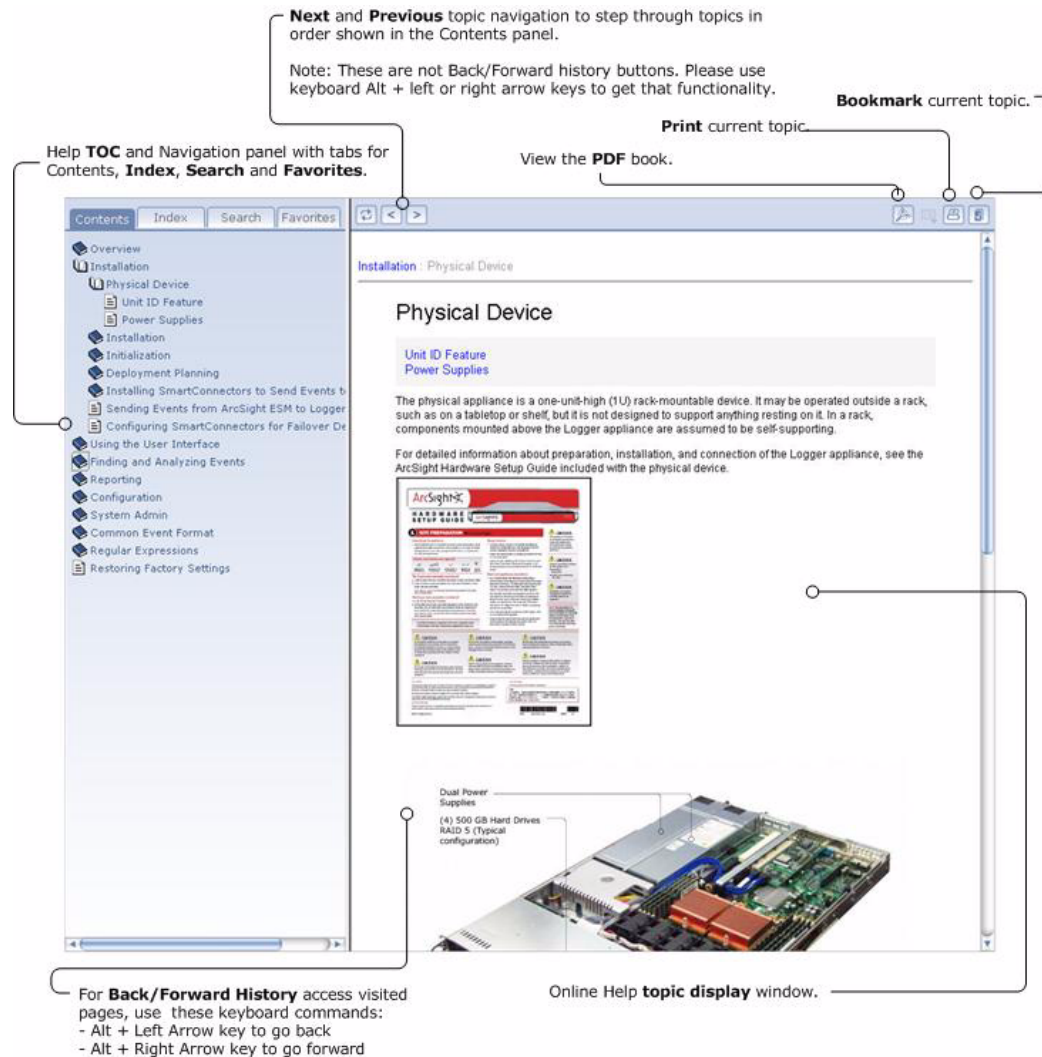 Next and Previous topic navigation to step through topics in
order shown in the Contents panel.
Note: These are not Back/Forward history buttons. Please use
keyboard Alt + left or right arrow keys to get that functionality.
Bookmark current topic.
Print current topic.
View the PDF book.
Help TOC and Navigation panel with tabs for
Contents, Index, Search and Favorites.
Contents Index Search Favorites
< >
Overview
Installation
Physical Device
Unit ID Feature
Power Supplies
Installation
Initialization
Deployment Planning
Installing SmartConnectors to Send Events t
Sending Events from ArcSight ESM to Logger
Configuring SmartConnectors for Failover De
Using the User Interface
Finding and Analyzing Events
Reporting
Configuration
System Admin
Common Event Format
Regular Expressions
Restoring Factory Settings
Installation : Physical Device
Physical Device
Unit ID Feature
Power Supplies
The physical appliance is a one-unit-high (1U) rack-mountable device. It may be operated outside a rack,
such as on a tabletop or shelf, but it is not designed to support anything resting on it. In a rack,
components mounted above the Logger appliance are assumed to be self-supporting.
For detailed information about preparation, installation, and connection of the Logger appliance, see the
ArcSight Hardware Setup Guide included with the physical device.
ArcSight
HARDWARE
SETUP GUIDE
SITE PREPARATION
Dual Power
Supplies
(4) 500 GB Hard Drives
RAID 5 (Typical
configuration)
For Back/Forward History access visited
pages, use these keyboard commands:
- Alt + Left Arrow key to go back
- Alt + Right Arrow key to go forward
Online Help topic display window.